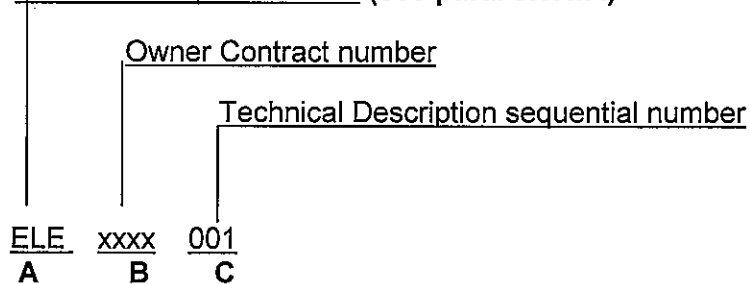 Owner Contract number
Technical Description sequential number
ELE xxxx 001
A B C